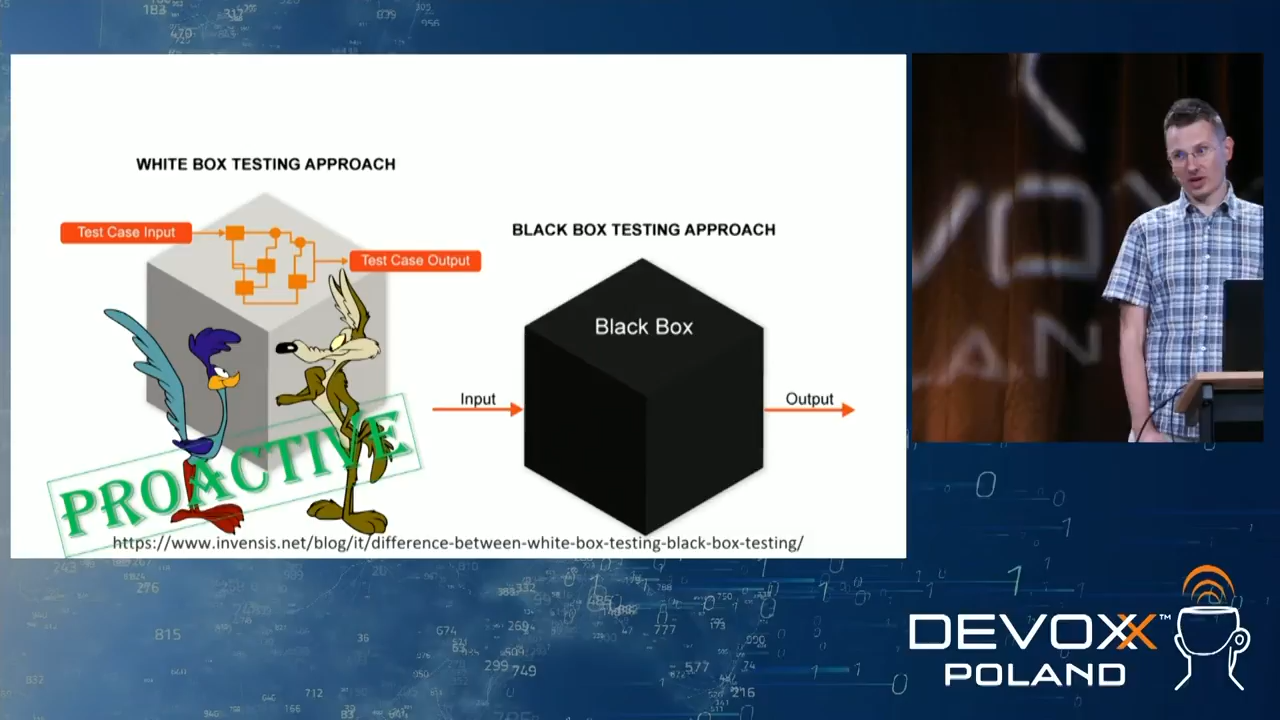 WHITE BOX TESTING APPROACH
Test Case Input
Test Case Output
BLACK BOX TESTING APPROACH
Black Box
Input
Output
PROACTIVE
https://www.invensis.net/blog/it/difference-between-white-box-testing-black-box-testing/
DEVOXX™
POLAND